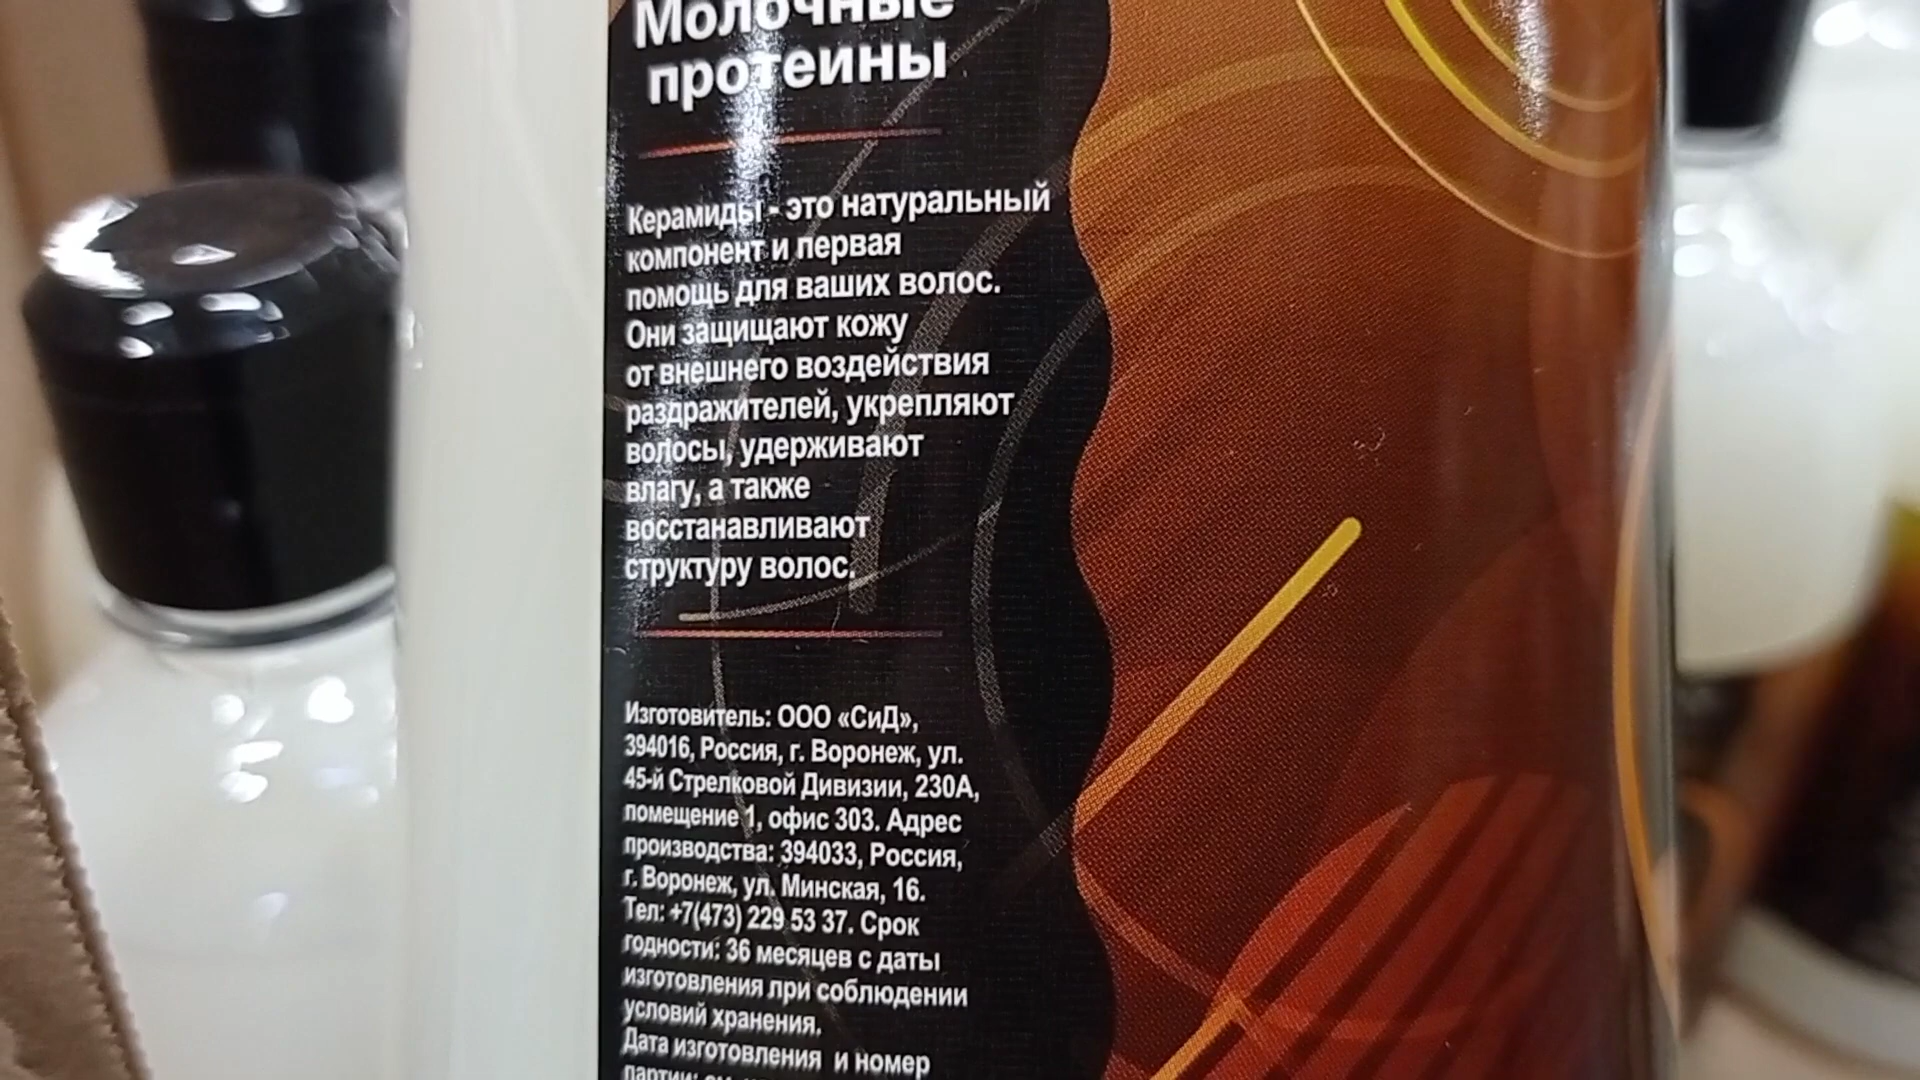 Молочные
протеины
Керамиды - это натуральный
компонент и первая
помощь для ваших волос.
Они защищают кожу
от внешнего воздействия
раздражителей, укрепляют
волосы, удерживают
влагу, а также
восстанавливают
структуру волос.
Изготовитель: ООО «СиД»,
394016, Россия, г. Воронеж, ул.
45-й Стрелковой Дивизии, 230А,
помещение 1, офис 303. Адрес
производства: 394033, Россия,
г. Воронеж, ул. Минская, 16.
Тел: +7(473) 229 53 37. Срок
годности: 36 месяцев с даты
изготовления при соблюдении
условий хранения.
Дата изготовления и номер
партии: